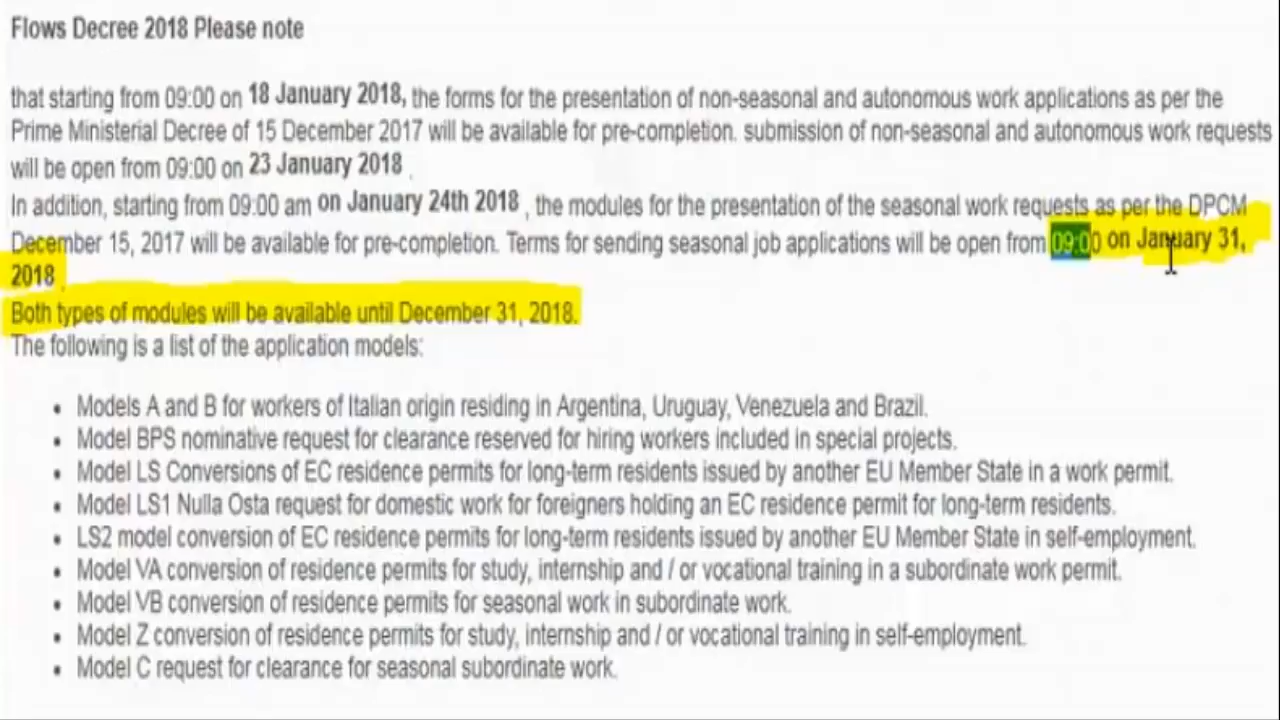 Flows Decree 2018 Please note
that starting from 09:00 on 18 January 2018, the forms for the presentation of non-seasonal and autonomous work applications as per the
Prime Ministerial Decree of 15 December 2017 will be available for pre-completion. submission of non-seasonal and autonomous work requests
will be open from 09:00 on 23 January 2018 .
In addition, starting from 09:00 am on January 24th 2018 , the modules for the presentation of the seasonal work requests as per the DPCM
December 15, 2017 will be available for pre-completion. Terms for sending seasonal job applications will be open from 09:00 on January 31,
2018 .
Both types of modules will be available until December 31, 2018.
The following is a list of the application models:
• Models A and B for workers of Italian origin residing in Argentina, Uruguay, Venezuela and Brazil.
• Model BPS nominative request for clearance reserved for hiring workers included in special projects.
• Model LS Conversions of EC residence permits for long-term residents issued by another EU Member State in a work permit.
• Model LS1 Nulla Osta request for domestic work for foreigners holding an EC residence permit for long-term residents.
• LS2 model conversion of EC residence permits for long-term residents issued by another EU Member State in self-employment.
• Model VA conversion of residence permits for study, internship and / or vocational training in a subordinate work permit.
• Model VB conversion of residence permits for seasonal work in subordinate work.
• Model Z conversion of residence permits for study, internship and / or vocational training in self-employment.
• Model C request for clearance for seasonal subordinate work.